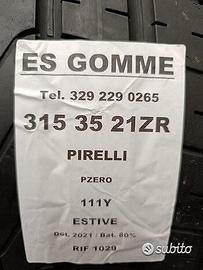 ES GOMME
Tel. 329 229 0265
315 35 21ZR
PIRELLI
PZERO
111Y
ESTIVE
Dot. 2021 / Bat. 80%
RIF 1029
subito